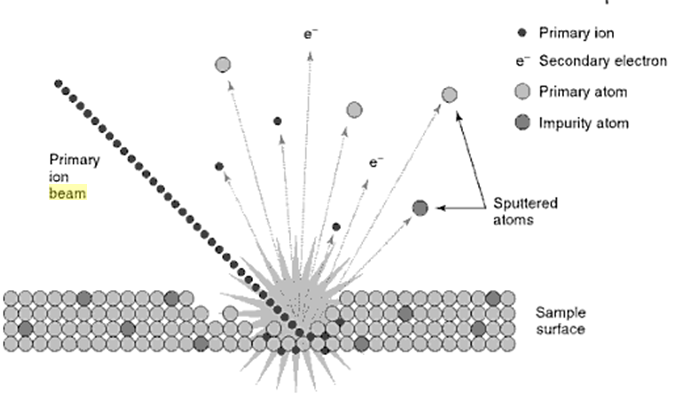 Primary ion
e⁻ Secondary electron
Primary atom
Impurity atom
e⁻
e⁻
Primary
ion
beam
Sputtered
atoms
Sample
surface